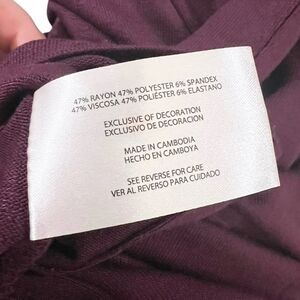 47% RAYON 47% POLYESTER 6% SPANDEX
47% VISCOSA 47% POLIÉSTER 6% ELASTANO
EXCLUSIVE OF DECORATION
EXCLUSIVO DE DECORACION
MADE IN CAMBODIA
HECHO EN CAMBOYA
SEE REVERSE FOR CARE
VER AL REVERSO PARA CUIDADO